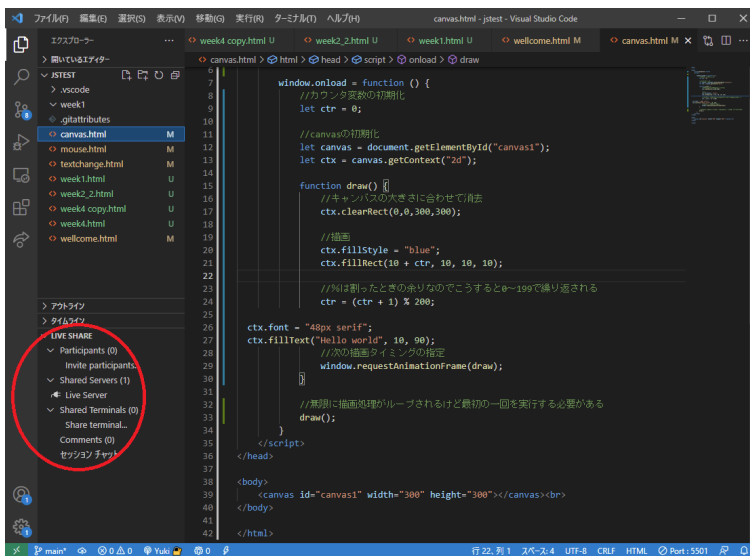 ファイル(F) 編集(E) 選択(S) 表示(V) 移動(G) 実行(R) ターミナル(T) ヘルプ(H) canvas.html - jstest - Visual Studio Code
エクスプローラー ···
week4 copy.html U week2_2.html U week1.html U wellcome.html M canvas.html M
canvas.html > html > head > script > onload > draw
開いているエディター
JSTEST
.vscode
week1
.gitattributes
canvas.html M
mouse.html M
textchange.html M
week1.html U
week2_2.html U
week4 copy.html U
week4.html U
wellcome.html M
アウトライン
タイムライン
LIVE SHARE
Participants (0)
Invite participants...
Shared Servers (1)
Live Server
Shared Terminals (0)
Share terminal...
Comments (0)
セッション チャット
6
7 window.onload = function () {
8 //カウンタ変数の初期化
9 let ctr = 0;
10
11 //canvasの初期化
12 let canvas = document.getElementById("canvas1");
13 let ctx = canvas.getContext("2d");
14
15 function draw() {
16 //キャンバスの大きさに合わせて消去
17 ctx.clearRect(0,0,300,300);
18
19 //描画
20 ctx.fillStyle = "blue";
21 ctx.fillRect(10 + ctr, 10, 10, 10);
22
23 //%は割ったときの余りなのでこうすると0～199で繰り返される
24 ctr = (ctr + 1) % 200;
25
26 ctx.font = "48px serif";
27 ctx.fillText("Hello world", 10, 90);
28 //次の描画タイミングの指定
29 window.requestAnimationFrame(draw);
30 }
31
32 //無限に描画処理がループされるけど最初の一回を実行する必要がある
33 draw();
34 }
35 </script>
36 </head>
37
38 <body>
39 <canvas id="canvas1" width="300" height="300"></canvas><br>
40 </body>
41
42 </html>
8
1
1
main* 0 0 Yuki 0 行 22、列 1 スペース: 4 UTF-8 CRLF HTML Port : 5501